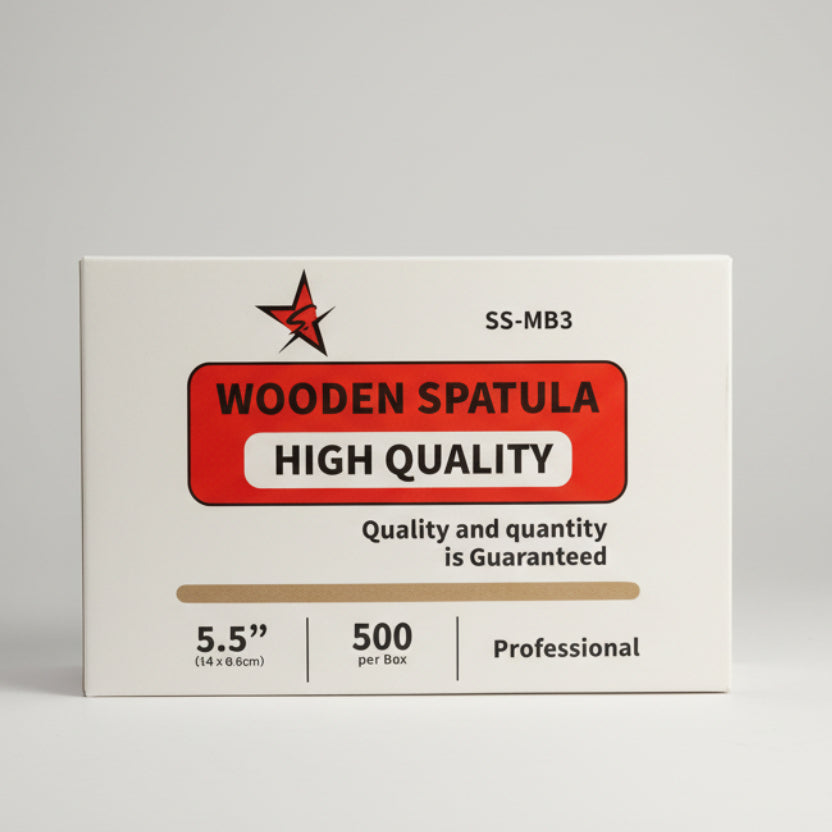 SS-MB3
WOODEN SPATULA
HIGH QUALITY
Quality and quantity
is Guaranteed
5.5”
(14 x 6.6cm)
500
per Box
Professional